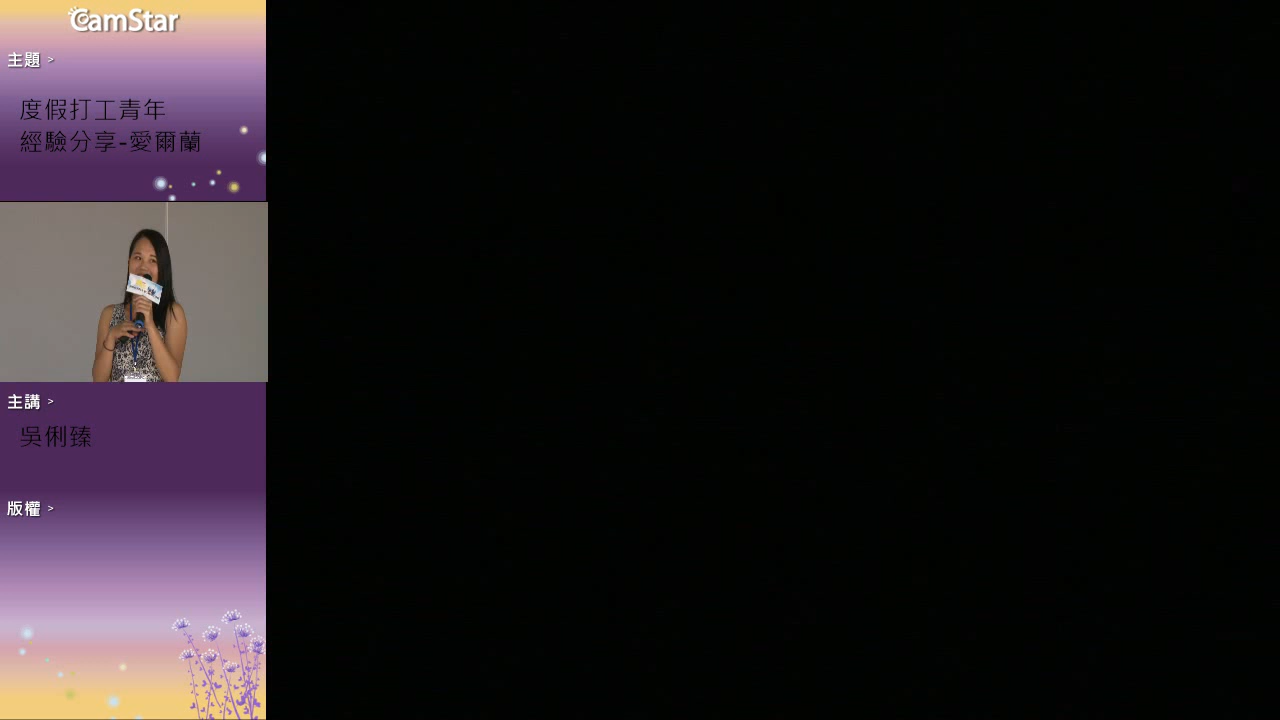 CamStar
主題 >
度假打工青年
經驗分享-愛爾蘭
主講 >
吳俐臻
版權 >